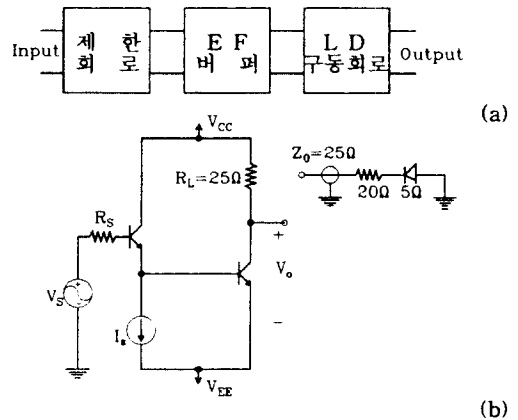 Input
제 한
회 로
E F
버 퍼
L D
구동회로
Output
(a)
V_CC
R_L=25Ω
Z_0=25Ω
20Ω 5Ω
R_S
+
V_o
−
V_S
I_s
V_EE
(b)